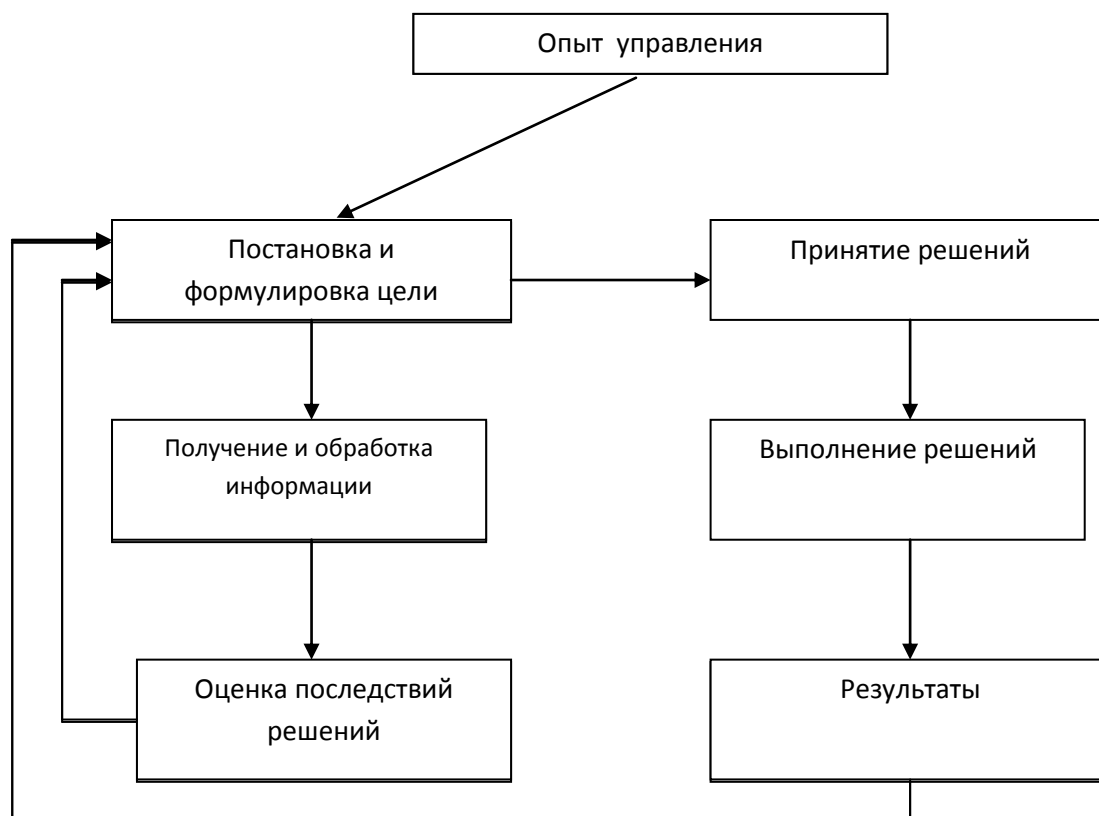 Опыт управления
Постановка и
формулировка цели
Принятие решений
Получение и обработка
информации
Выполнение решений
Оценка последствий
решений
Результаты